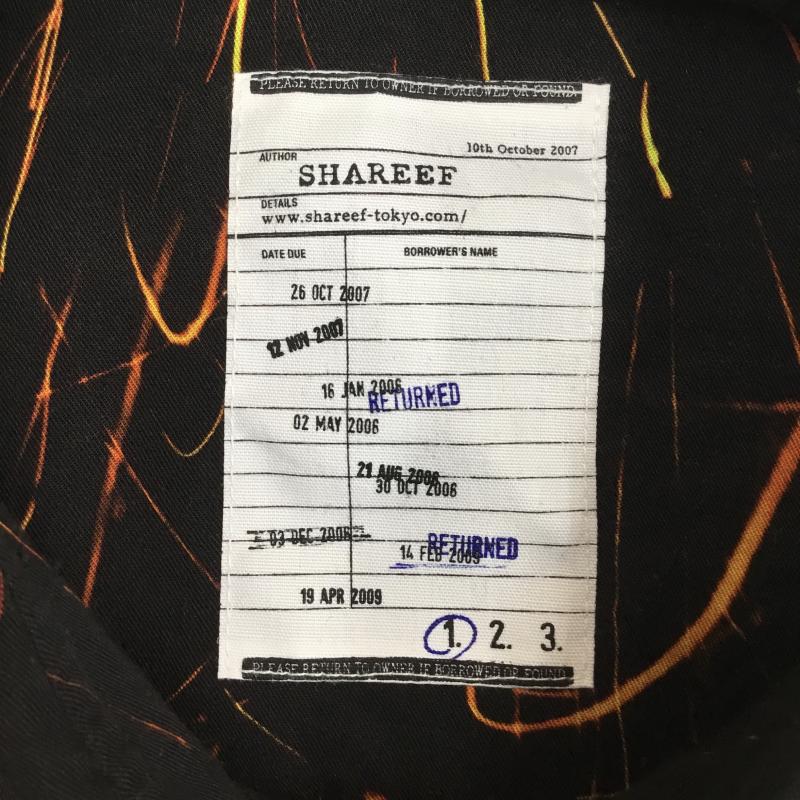 PLEASE RETURN TO OWNER IF BORROWED OR FOUND.
10th October 2007
AUTHOR SHAREEF
DETAILS
www.shareef-tokyo.com/
DATE DUE BORROWER'S NAME
26 OCT 2007
12 NOV 2007
16 JAN 2006
RETURNED
02 MAY 2006
21 AUG 2006
30 OCT 2006
03 DEC 2006
RETURNED
14 FEB 2009
19 APR 2009
1. 2. 3.
PLEASE RETURN TO OWNER IF BORROWED OR FOUND.